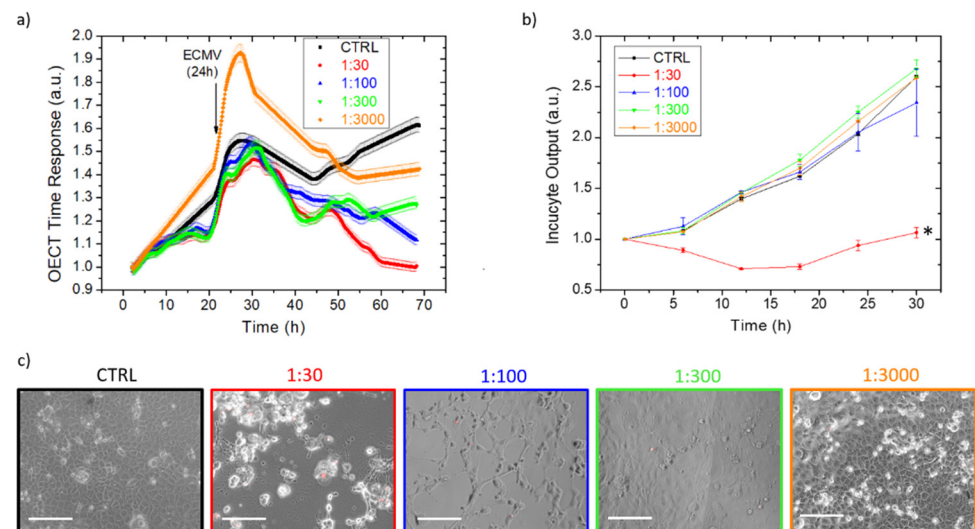 a)
OECT Time Response (a.u.)
2.0
1.9
1.8
1.7
1.6
1.5
1.4
1.3
1.2
1.1
1.0
0.9
ECMV
(24h)
CTRL
1:30
1:100
1:300
1:3000
0 10 20 30 40 50 60 70
Time (h)
b)
Incucyte Output (a.u.)
3.0
2.5
2.0
1.5
1.0
0.5
CTRL
1:30
1:100
1:300
1:3000
*
0 5 10 15 20 25 30
Time (h)
c)
CTRL 1:30 1:100 1:300 1:3000